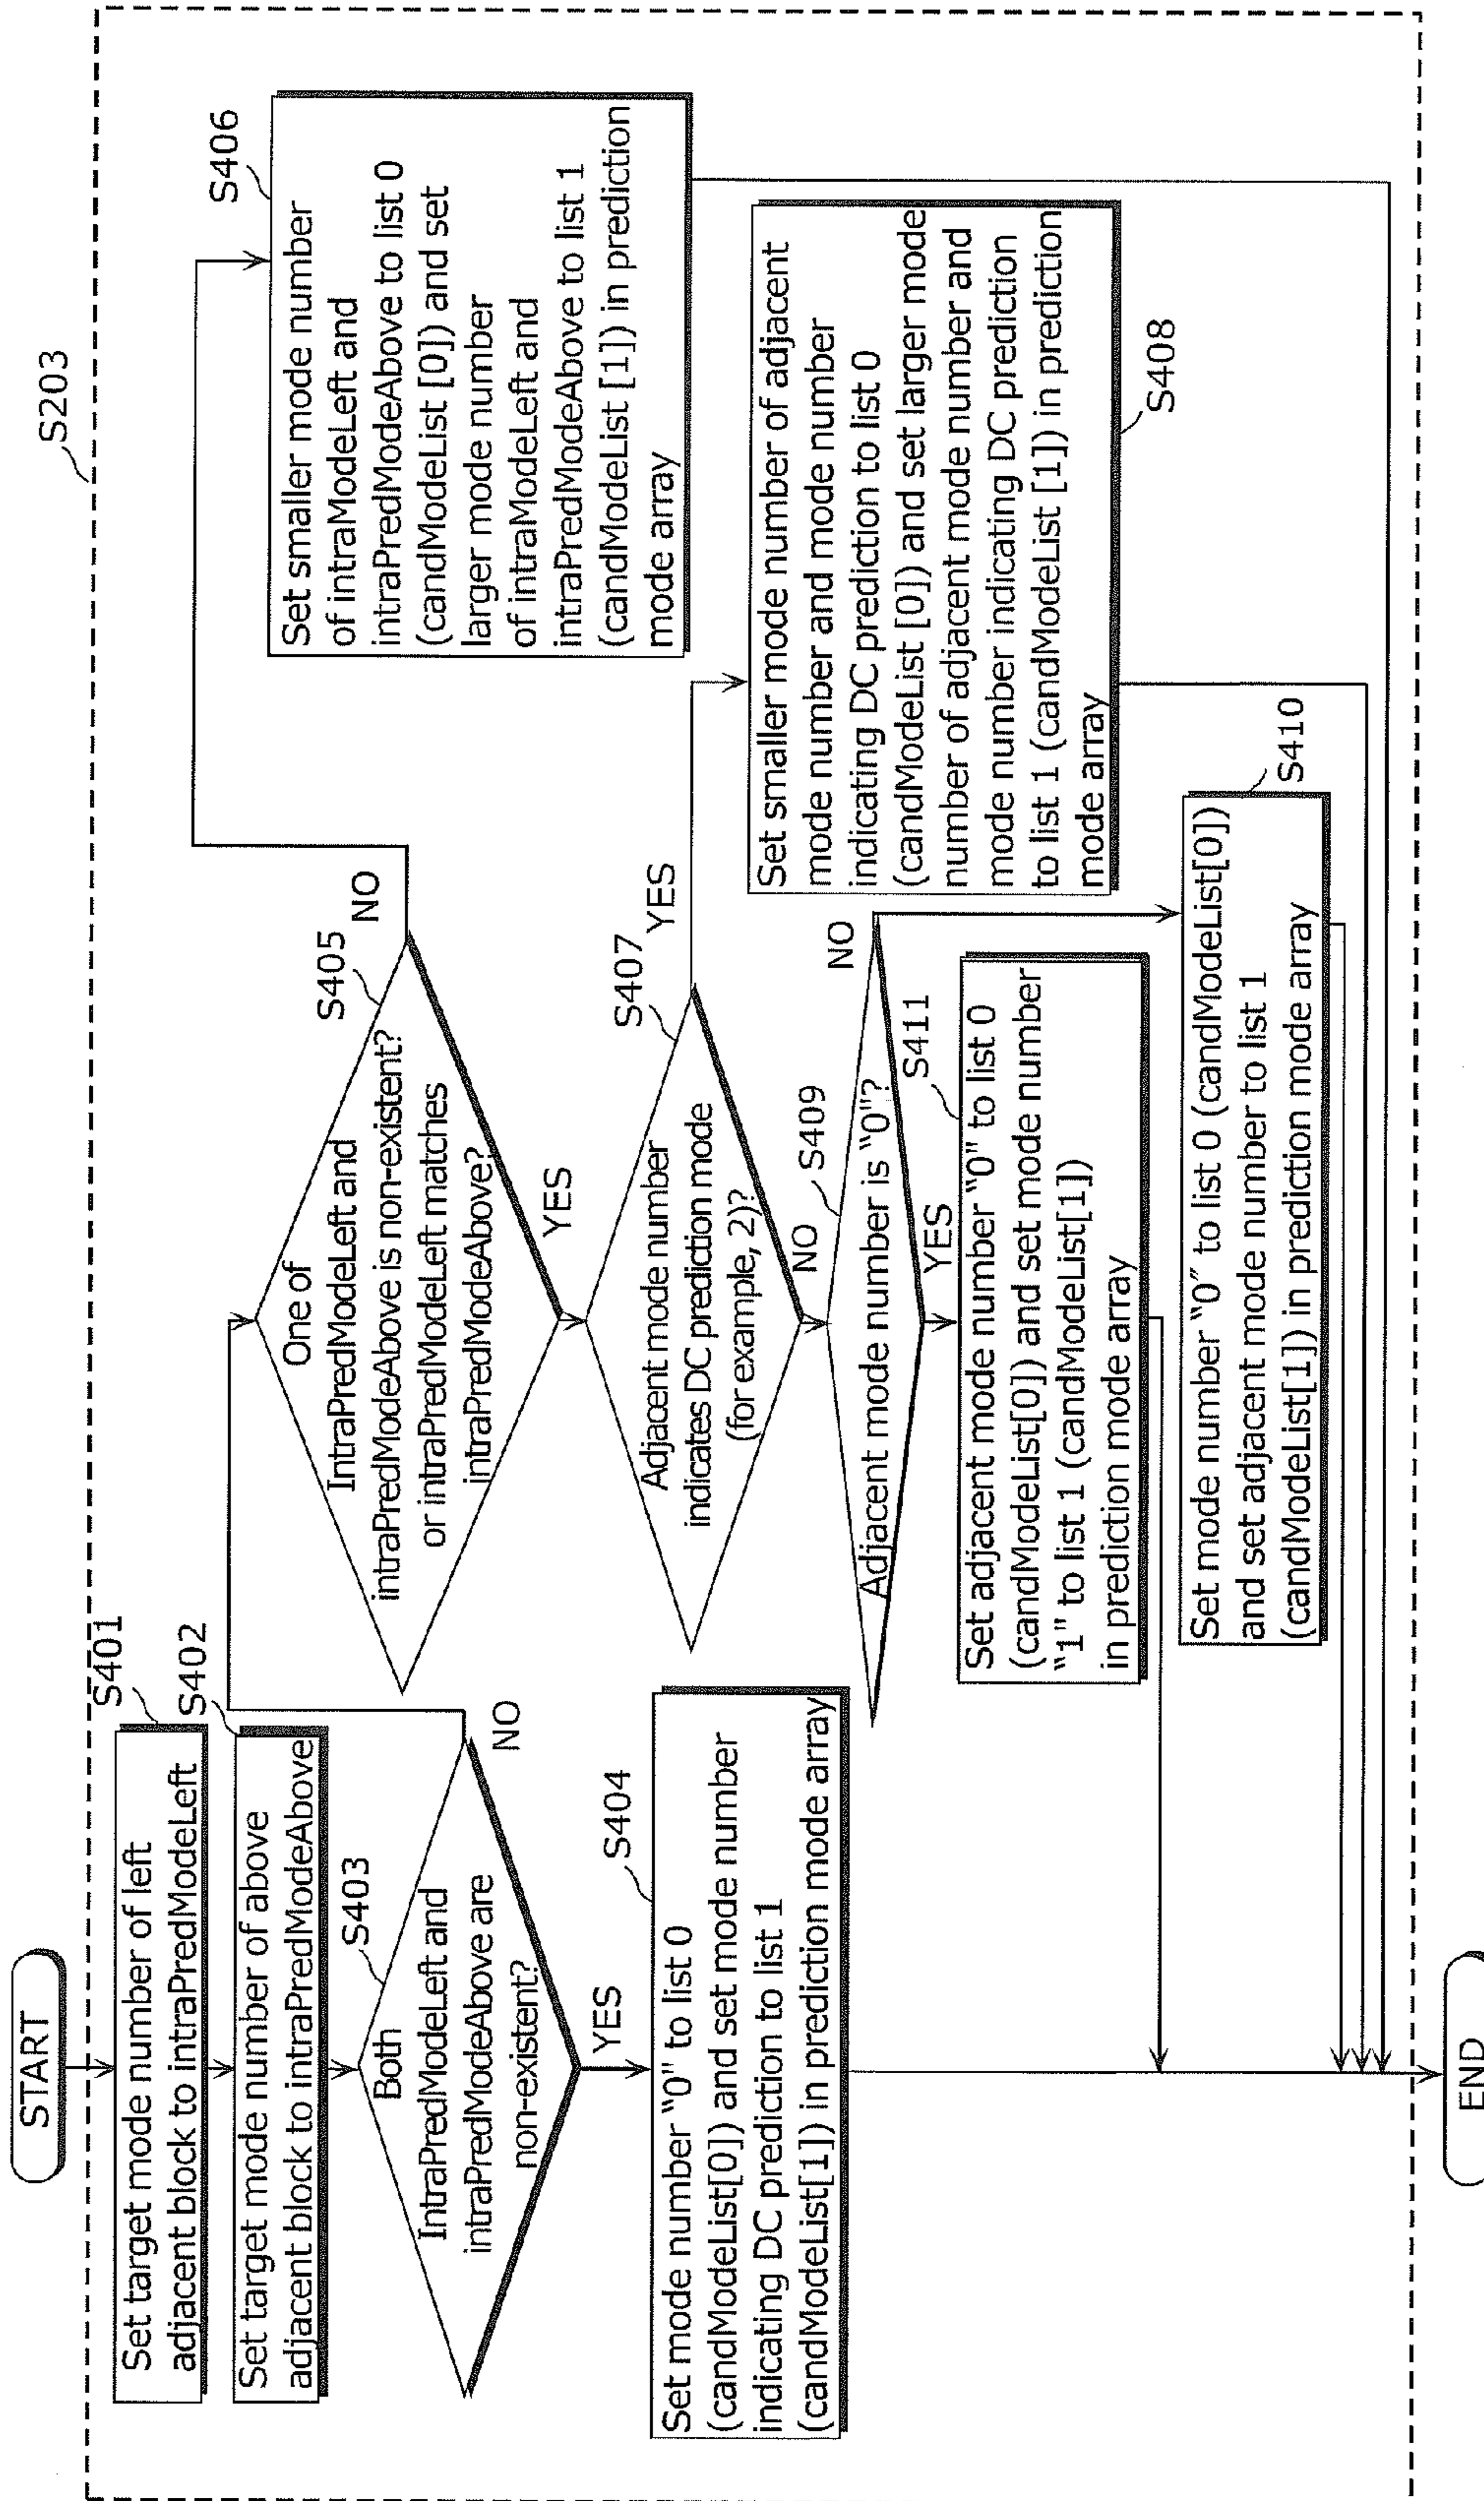 S203
START
S401
Set target mode number of left
adjacent block to intraPredModeLeft
S402
Set target mode number of above
adjacent block to intraPredModeAbove
S403
Both
IntraPredModeLeft and
intraPredModeAbove are
non-existent?
NO
YES
S404
Set mode number “0” to list 0
(candModeList[0]) and set mode number
indicating DC prediction to list 1
(candModeList[1]) in prediction mode array
S405
One of
IntraPredModeLeft and
intraPredModeAbove is non-existent?
or intraPredModeLeft matches
intraPredModeAbove?
NO
YES
S406
Set smaller mode number
of intraModeLeft and
intraPredModeAbove to list 0
(candModeList [0]) and set
larger mode number
of intraModeLeft and
intraPredModeAbove to list 1
(candModeList [1]) in prediction
mode array
S407
Adjacent mode number
indicates DC prediction mode
(for example, 2)?
YES
NO
S408
Set smaller mode number of adjacent
mode number and mode number
indicating DC prediction to list 0
(candModeList [0]) and set larger mode
number of adjacent mode number and
mode number indicating DC prediction
to list 1 (candModeList [1]) in prediction
mode array
S409
Adjacent mode number is “0”?
NO
YES
S411
Set adjacent mode number “0” to list 0
(candModeList[0]) and set mode number
“1” to list 1 (candModeList[1])
in prediction mode array
S410
Set mode number “0” to list 0 (candModeList[0])
and set adjacent mode number to list 1
(candModeList[1]) in prediction mode array
END